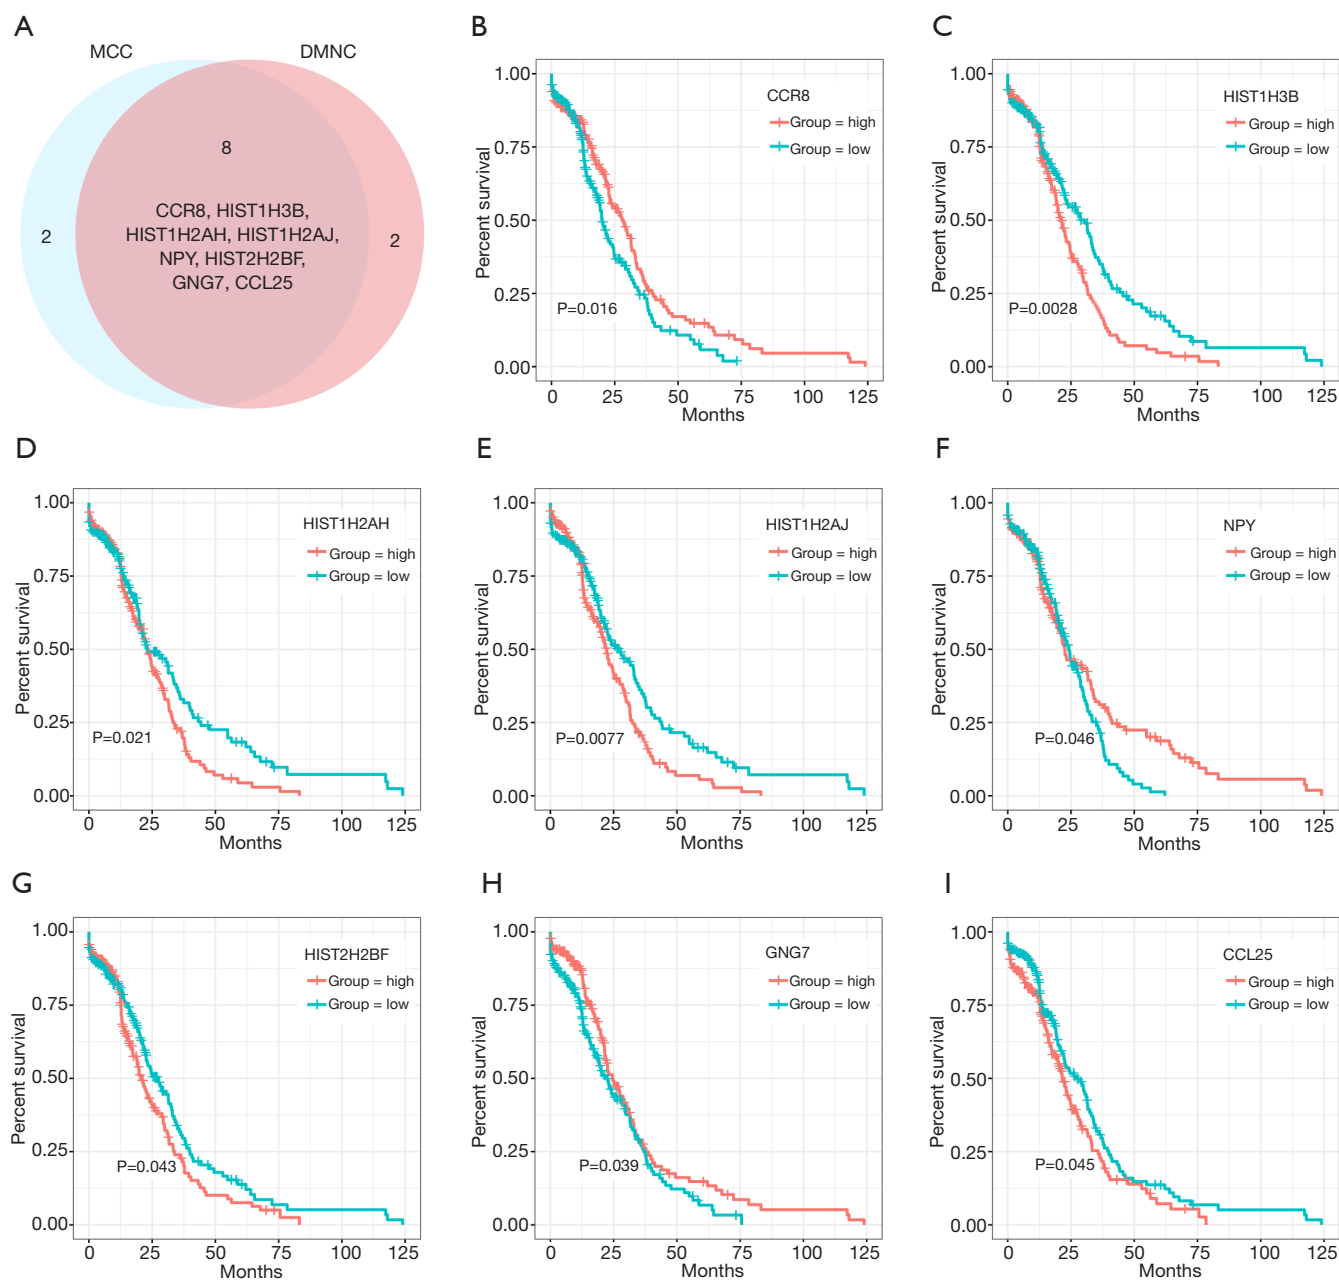 A
MCC
DMNC
8
2
2
CCR8, HIST1H3B,
HIST1H2AH, HIST1H2AJ,
NPY, HIST2H2BF,
GNG7, CCL25
B
Percent survival
1.00
0.75
0.50
0.25
0.00
CCR8
Group = high
Group = low
P=0.016
0 25 50 75 100 125
Months
C
Percent survival
1.00
0.75
0.50
0.25
0.00
HIST1H3B
Group = high
Group = low
P=0.0028
0 25 50 75 100 125
Months
D
Percent survival
1.00
0.75
0.50
0.25
0.00
HIST1H2AH
Group = high
Group = low
P=0.021
0 25 50 75 100 125
Months
E
Percent survival
1.00
0.75
0.50
0.25
0.00
HIST1H2AJ
Group = high
Group = low
P=0.0077
0 25 50 75 100 125
Months
F
Percent survival
1.00
0.75
0.50
0.25
0.00
NPY
Group = high
Group = low
P=0.046
0 25 50 75 100 125
Months
G
Percent survival
1.00
0.75
0.50
0.25
0.00
HIST2H2BF
Group = high
Group = low
P=0.043
0 25 50 75 100 125
Months
H
Percent survival
1.00
0.75
0.50
0.25
0.00
GNG7
Group = high
Group = low
P=0.039
0 25 50 75 100 125
Months
I
Percent survival
1.00
0.75
0.50
0.25
0.00
CCL25
Group = high
Group = low
P=0.045
0 25 50 75 100 125
Months